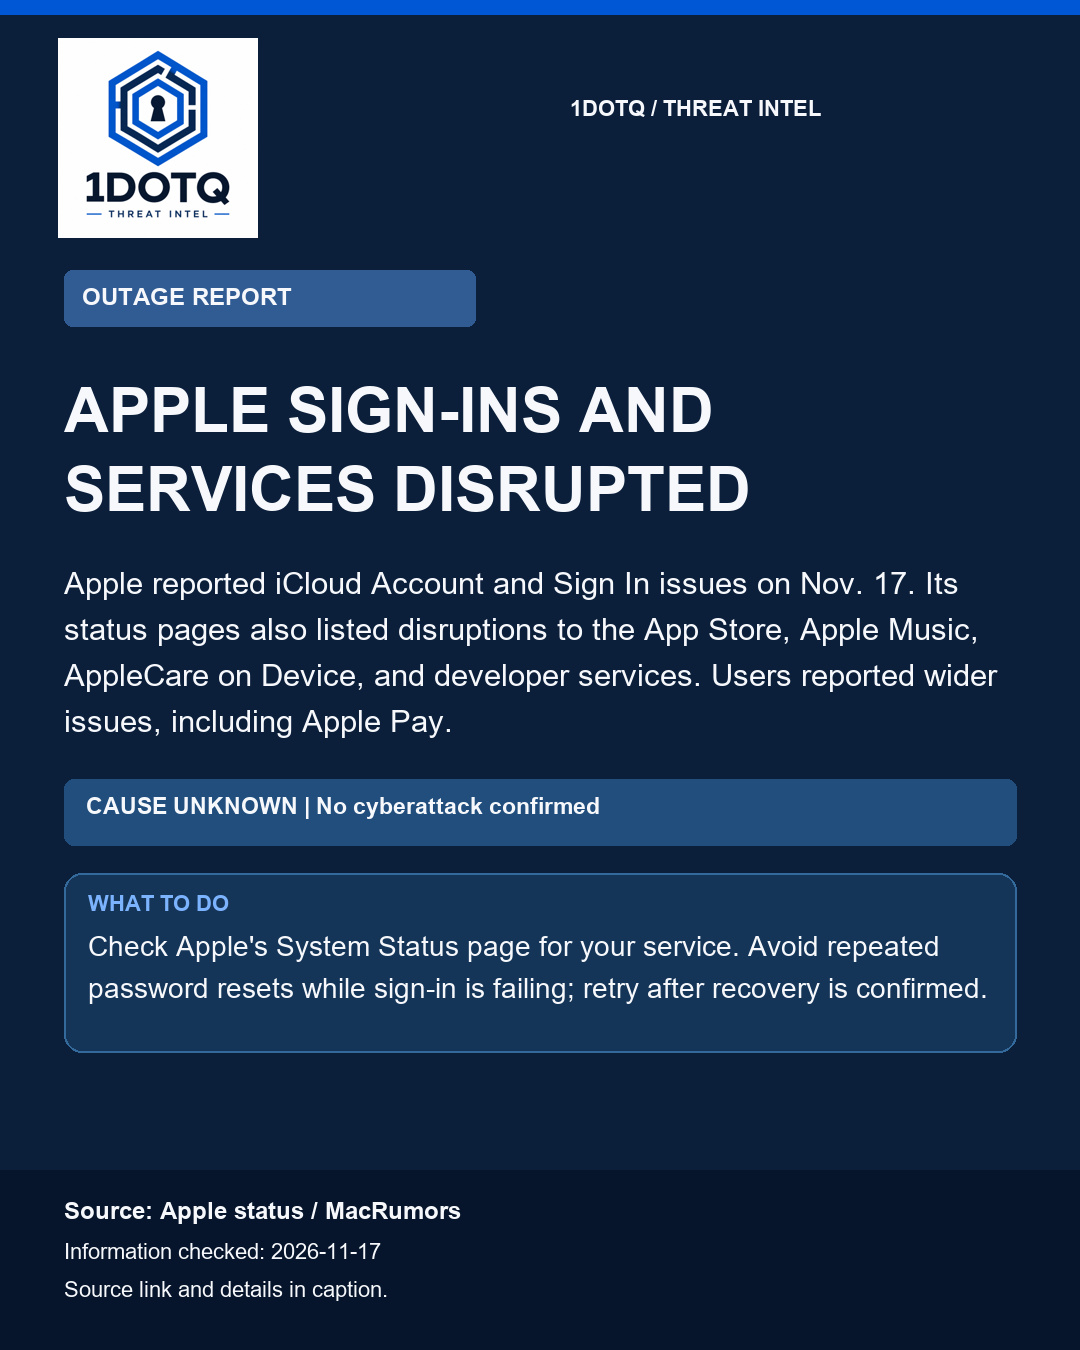 1DOTQ
THREAT INTEL
1DOTQ / THREAT INTEL
OUTAGE REPORT
APPLE SIGN-INS AND
SERVICES DISRUPTED
Apple reported iCloud Account and Sign In issues on Nov. 17. Its
status pages also listed disruptions to the App Store, Apple Music,
AppleCare on Device, and developer services. Users reported wider
issues, including Apple Pay.
CAUSE UNKNOWN | No cyberattack confirmed
WHAT TO DO
Check Apple's System Status page for your service. Avoid repeated
password resets while sign-in is failing; retry after recovery is confirmed.
Source: Apple status / MacRumors
Information checked: 2026-11-17
Source link and details in caption.